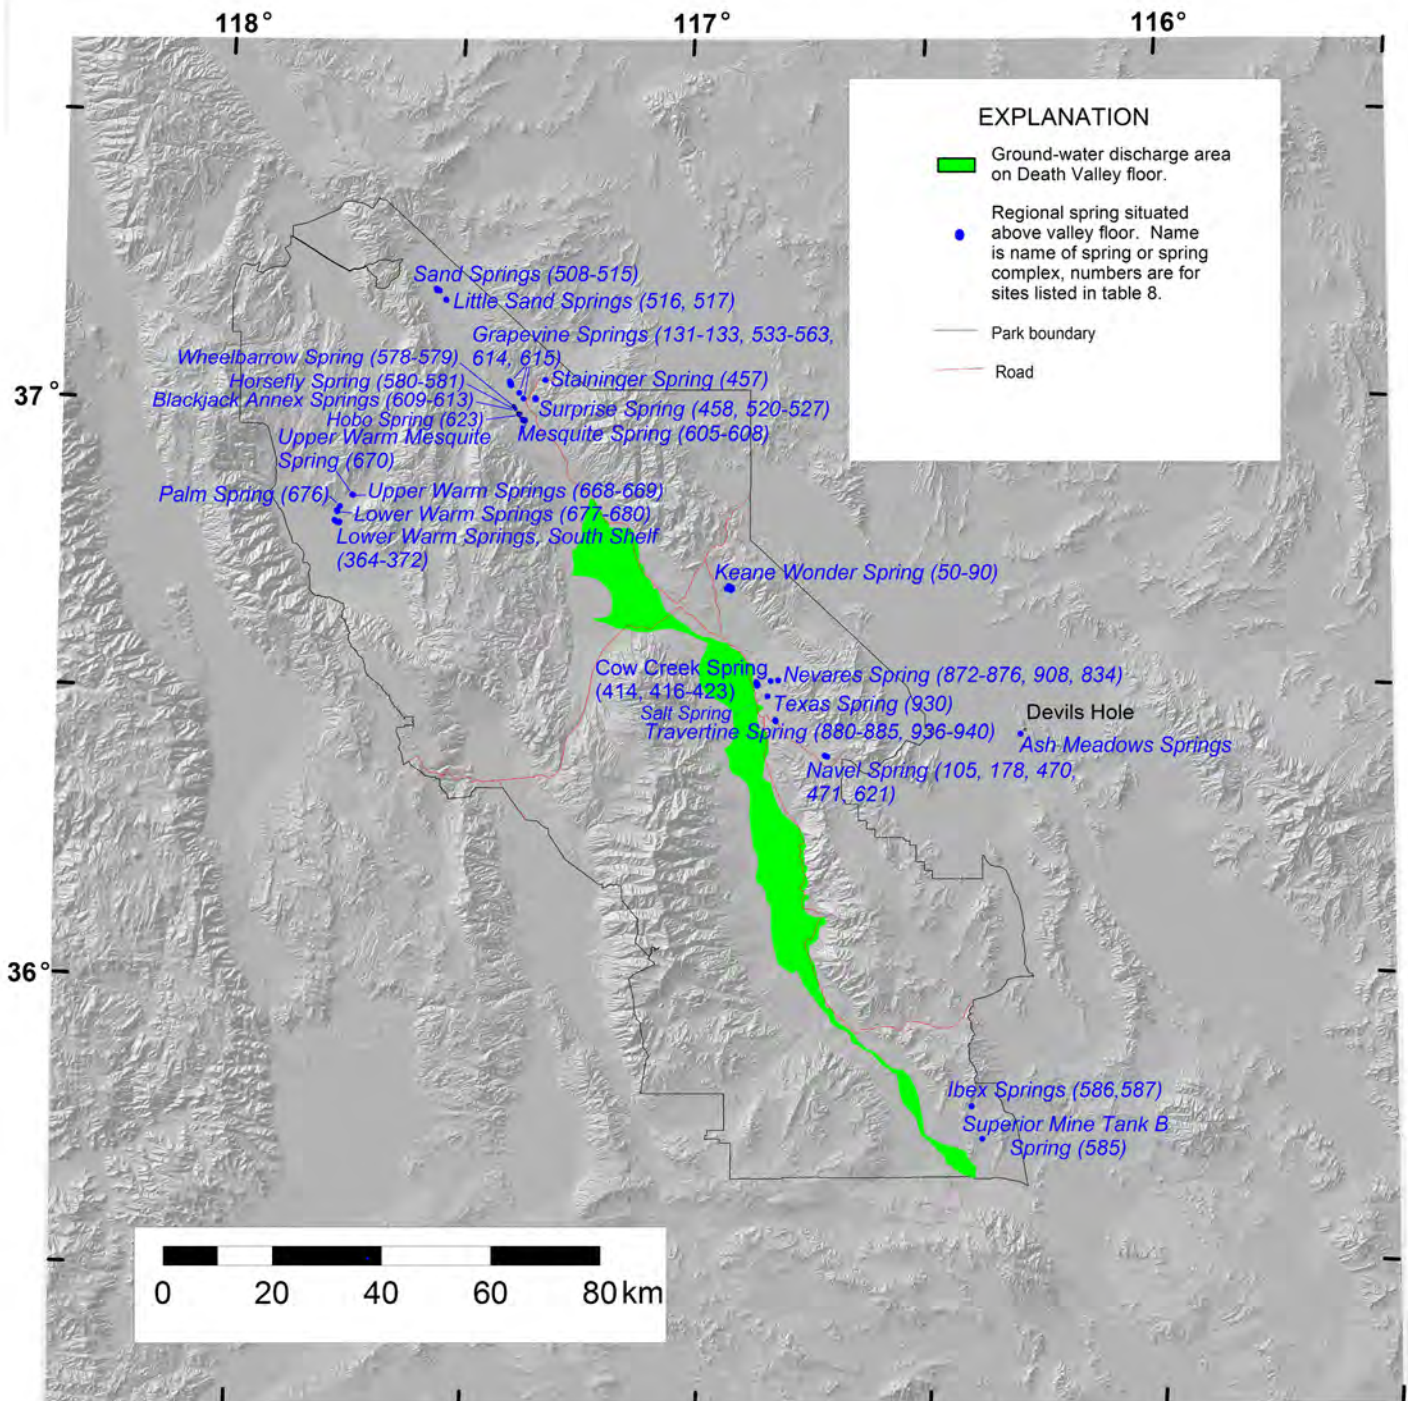 118°
117°
116°
EXPLANATION
Ground-water discharge area
on Death Valley floor.
Regional spring situated
above valley floor. Name
is name of spring or spring
complex, numbers are for
sites listed in table 8.
Park boundary
Road
Sand Springs (508-515)
Little Sand Springs (516, 517)
Grapevine Springs (131-133, 533-563,
614, 615)
Wheelbarrow Spring (578-579)
Horsefly Spring (580-581)
Staininger Spring (457)
37°
Blackjack Annex Springs (609-613)
Surprise Spring (458, 520-527)
Hobo Spring (623)
Mesquite Spring (605-608)
Upper Warm Mesquite
Spring (670)
Palm Spring (676)
Upper Warm Springs (668-669)
Lower Warm Springs (677-680)
Lower Warm Springs, South Shelf
(364-372)
Keane Wonder Spring (50-90)
Cow Creek Spring
(414, 416-423)
Nevares Spring (872-876, 908, 834)
Texas Spring (930)
Salt Spring
Travertine Spring (880-885, 936-940)
Devils Hole
Ash Meadows Springs
Navel Spring (105, 178, 470,
471, 621)
36°
Ibex Springs (586,587)
Superior Mine Tank B
Spring (585)
0 20 40 60 80 km